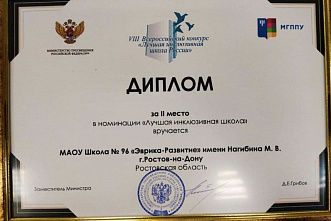 МИНИСТЕРСТВО ПРОСВЕЩЕНИЯ
РОССИЙСКОЙ ФЕДЕРАЦИИ
VIII Всероссийский конкурс
«Лучшая инклюзивная
школа России»
МГППУ
ДИПЛОМ
за II место
в номинации «Лучшая инклюзивная школа»
вручается
МАОУ Школа № 96 «Эврика-Развитие» имени Нагибина М. В.
г.Ростов-на-Дону
Ростовская область
Заместитель Министра
Д.Е.Грибов